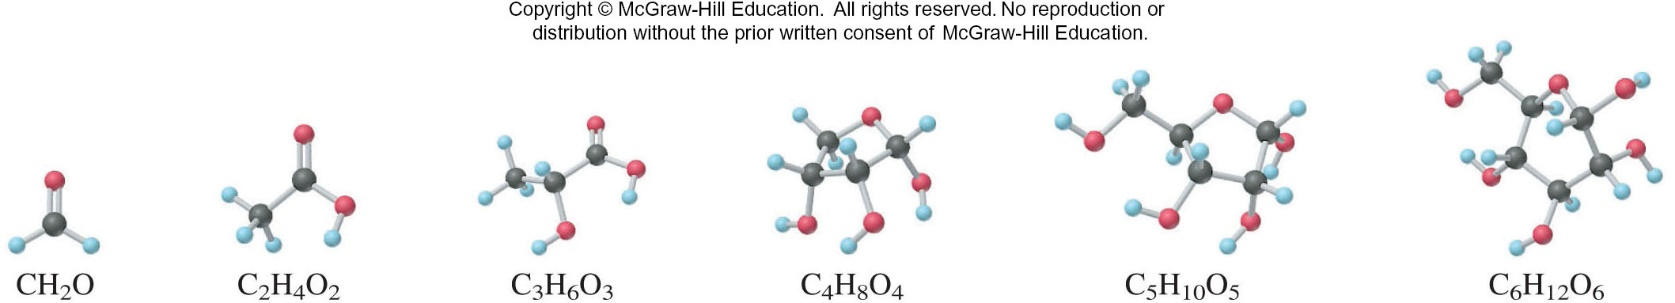 Copyright © McGraw-Hill Education. All rights reserved. No reproduction or
distribution without the prior written consent of McGraw-Hill Education.
CH₂O C₂H₄O₂ C₃H₆O₃ C₄H₈O₄ C₅H₁₀O₅ C₆H₁₂O₆